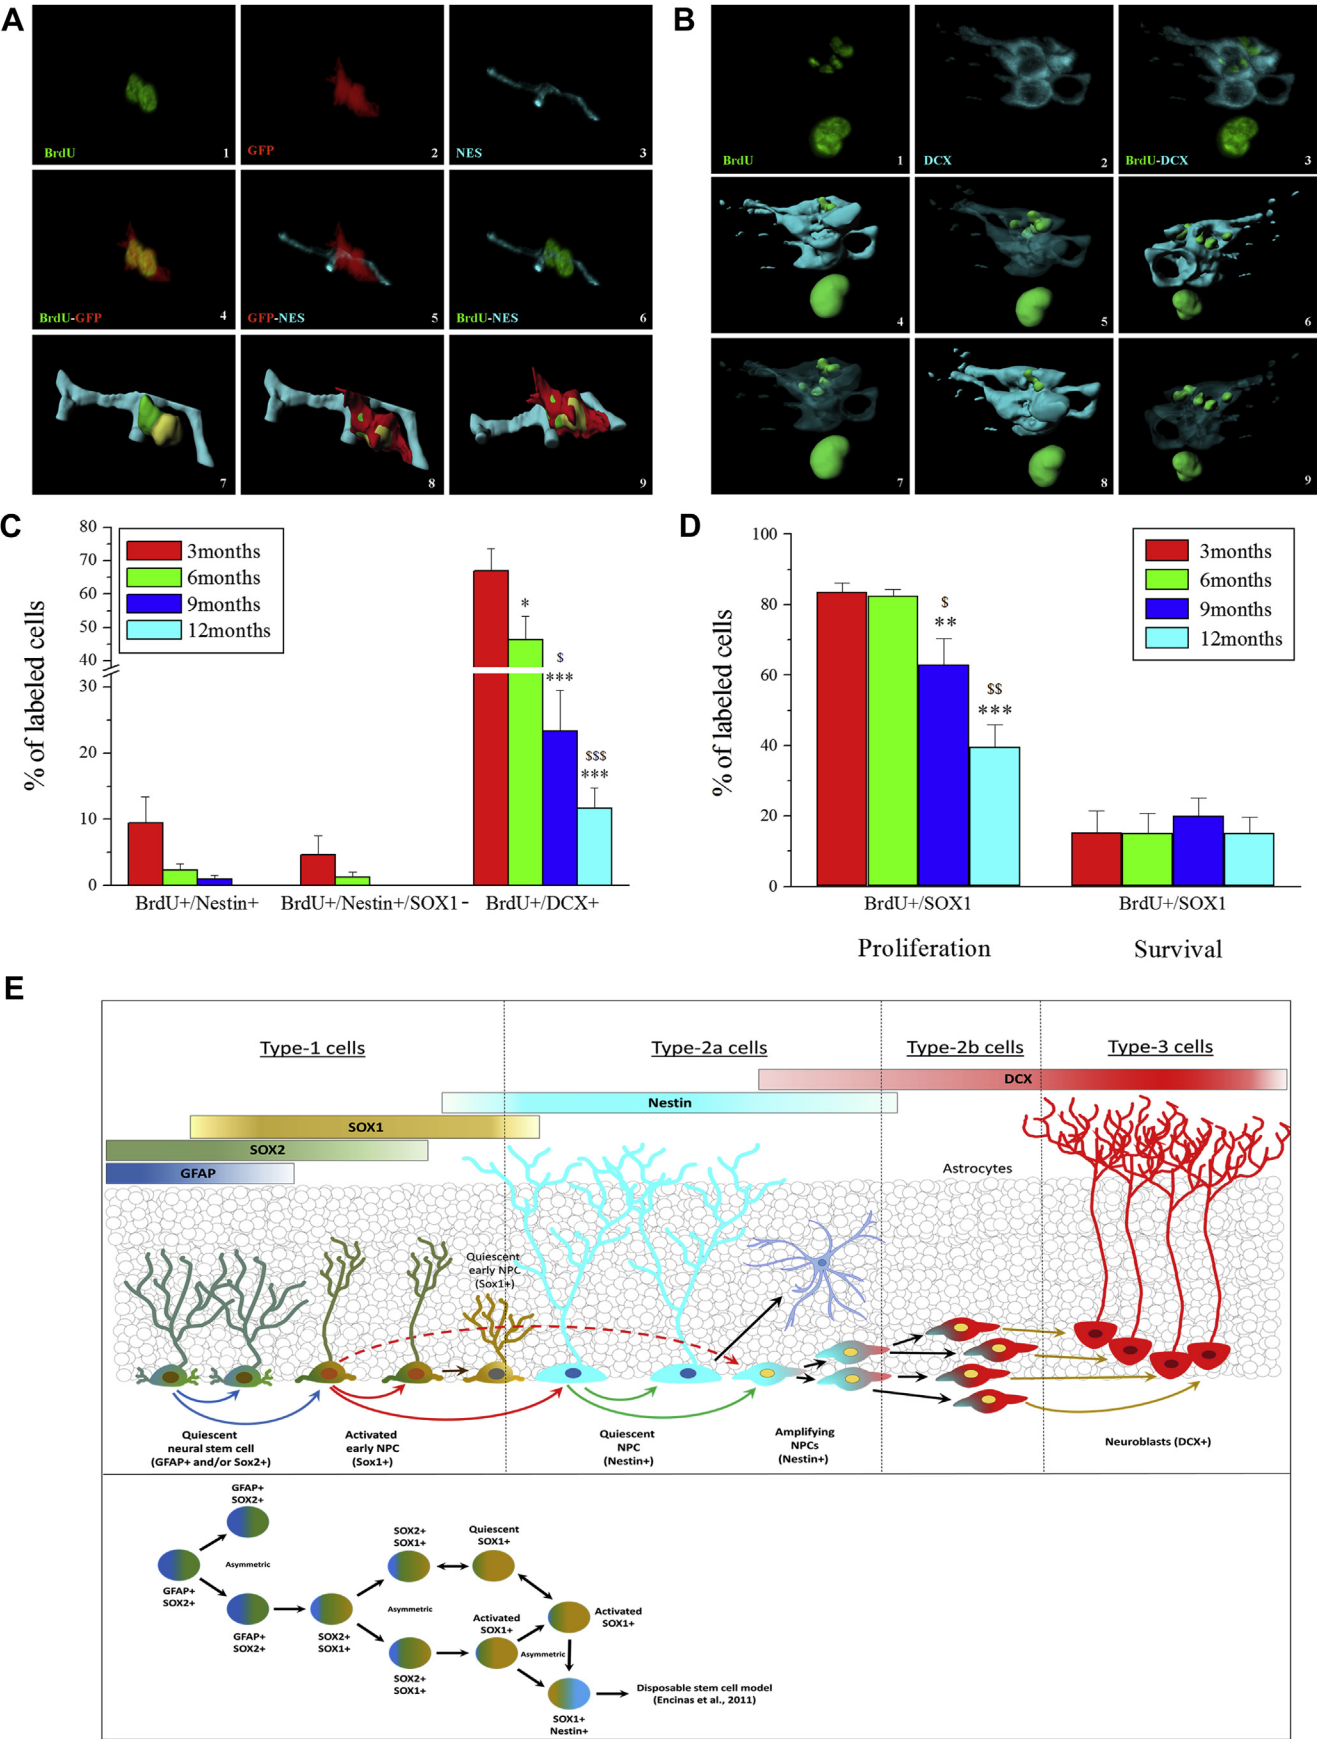 A
BrdU 1
GFP 2
NES 3
BrdU-GFP 4
GFP-NES 5
BrdU-NES 6
7
8
9
B
BrdU 1
DCX 2
BrdU-DCX 3
4
5
6
7
8
9
C
% of labeled cells
80
70
60
50
40
30
20
10
0
3months
6months
9months
12months
*
$
***
$$$
***
BrdU+/Nestin+
BrdU+/Nestin+/SOX1-
BrdU+/DCX+
D
% of labeled cells
100
80
60
40
20
0
3months
6months
9months
12months
$
**
$$
***
BrdU+/SOX1
BrdU+/SOX1
Proliferation
Survival
E
Type-1 cells
Type-2a cells
Type-2b cells
Type-3 cells
DCX
Nestin
SOX1
SOX2
GFAP
Astrocytes
Quiescent
early NPC
(Sox1+)
Quiescent
neural stem cell
(GFAP+ and/or Sox2+)
Activated
early NPC
(Sox1+)
Quiescent
NPC
(Nestin+)
Amplifying
NPCs
(Nestin+)
Neuroblasts (DCX+)
GFAP+
SOX2+
GFAP+
SOX2+
Asymmetric
GFAP+
SOX2+
SOX2+
SOX1+
SOX2+
SOX1+
Quiescent
SOX1+
Asymmetric
SOX2+
SOX1+
Activated
SOX1+
Asymmetric
Activated
SOX1+
SOX1+
Nestin+
Disposable stem cell model
(Encinas et al., 2011)